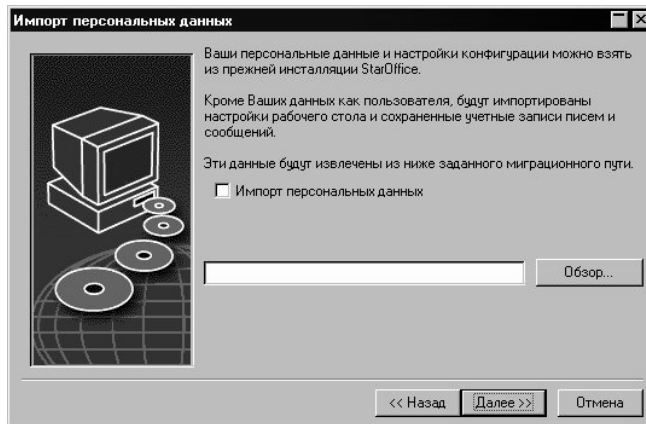 Импорт персональных данных
Ваши персональные данные и настройки конфигурации можно взять
из прежней инсталляции StarOffice.
Кроме Ваших данных как пользователя, будут импортированы
настройки рабочего стола и сохраненные учетные записи писем и
сообщений.
Эти данные будут извлечены из ниже заданного миграционного пути.
Импорт персональных данных
Обзор...
<< Назад
Далее >>
Отмена